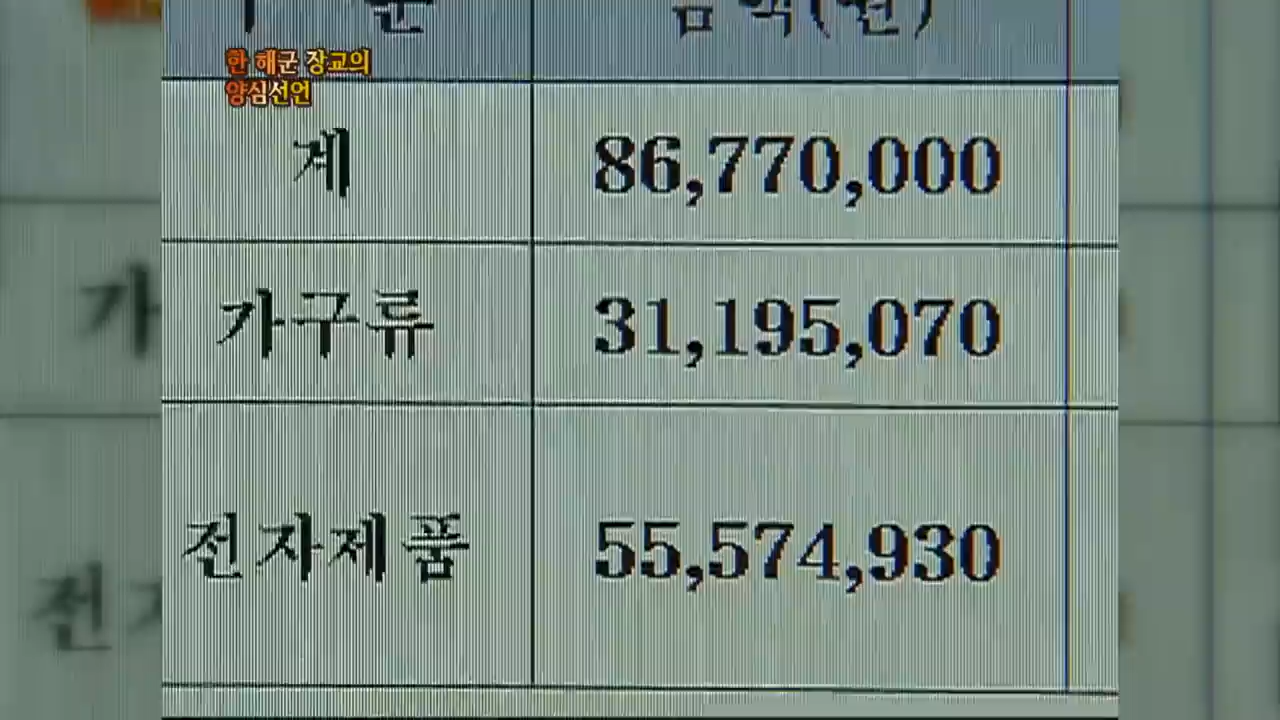 한 해군 장교의
양심선언
계 86,770,000
가구류 31,195,070
전자제품 55,574,930